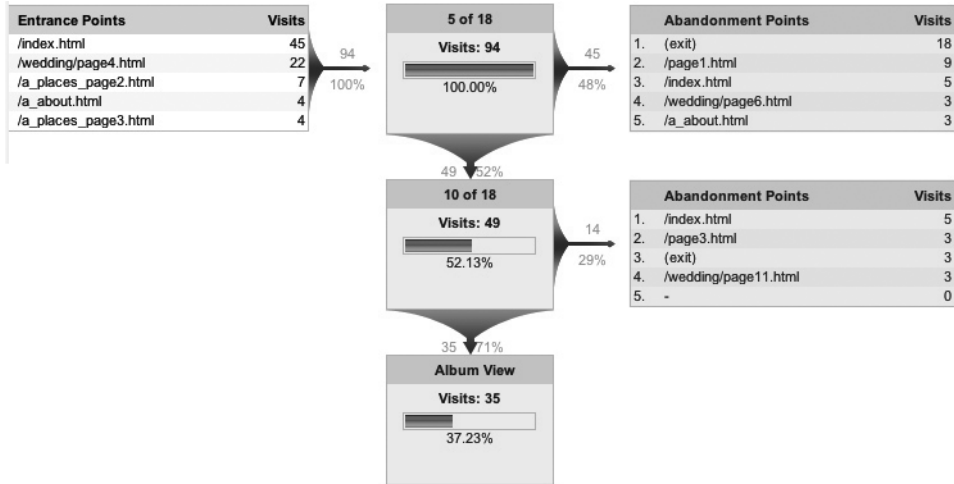 Entrance Points Visits
/index.html 45
/wedding/page4.html 22
/a_places_page2.html 7
/a_about.html 4
/a_places_page3.html 4
94
100%
5 of 18
Visits: 94
100.00%
45
48%
Abandonment Points Visits
1. (exit) 18
2. /page1.html 9
3. /index.html 5
4. /wedding/page6.html 3
5. /a_about.html 3
49 52%
10 of 18
Visits: 49
52.13%
14
29%
Abandonment Points Visits
1. /index.html 5
2. /page3.html 3
3. (exit) 3
4. /wedding/page11.html 3
5. - 0
35 71%
Album View
Visits: 35
37.23%